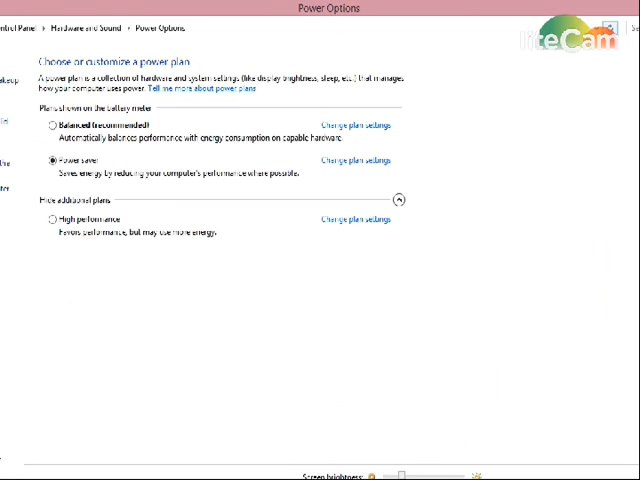 Power Options
Hardware and Sound
Power Options
liteCam
Choose or customize a power plan
A power plan is a collection of hardware and system settings (like display brightness, sleep, etc.) that manages
how your computer uses power. Tell me more about power plans
Plans shown on the battery meter
Balanced (recommended) Change plan settings
Automatically balances performance with energy consumption on capable hardware.
Power saver Change plan settings
Saves energy by reducing your computer's performance where possible.
Hide additional plans
High performance Change plan settings
Favors performance, but may use more energy.
Screen brightness: